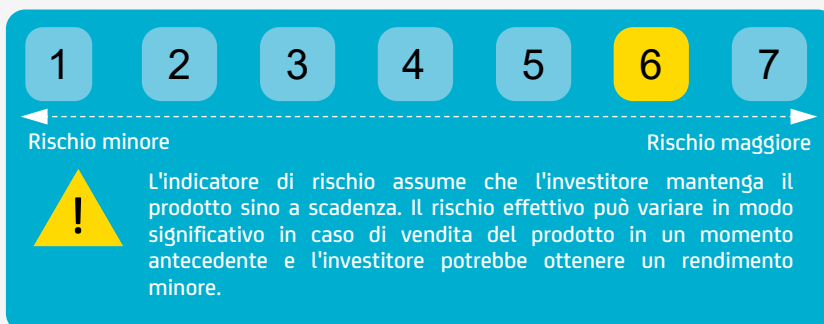 1 2 3 4 5 6 7
Rischio minore Rischio maggiore
!
L'indicatore di rischio assume che l'investitore mantenga il
prodotto sino a scadenza. Il rischio effettivo può variare in modo
significativo in caso di vendita del prodotto in un momento
antecedente e l'investitore potrebbe ottenere un rendimento
minore.